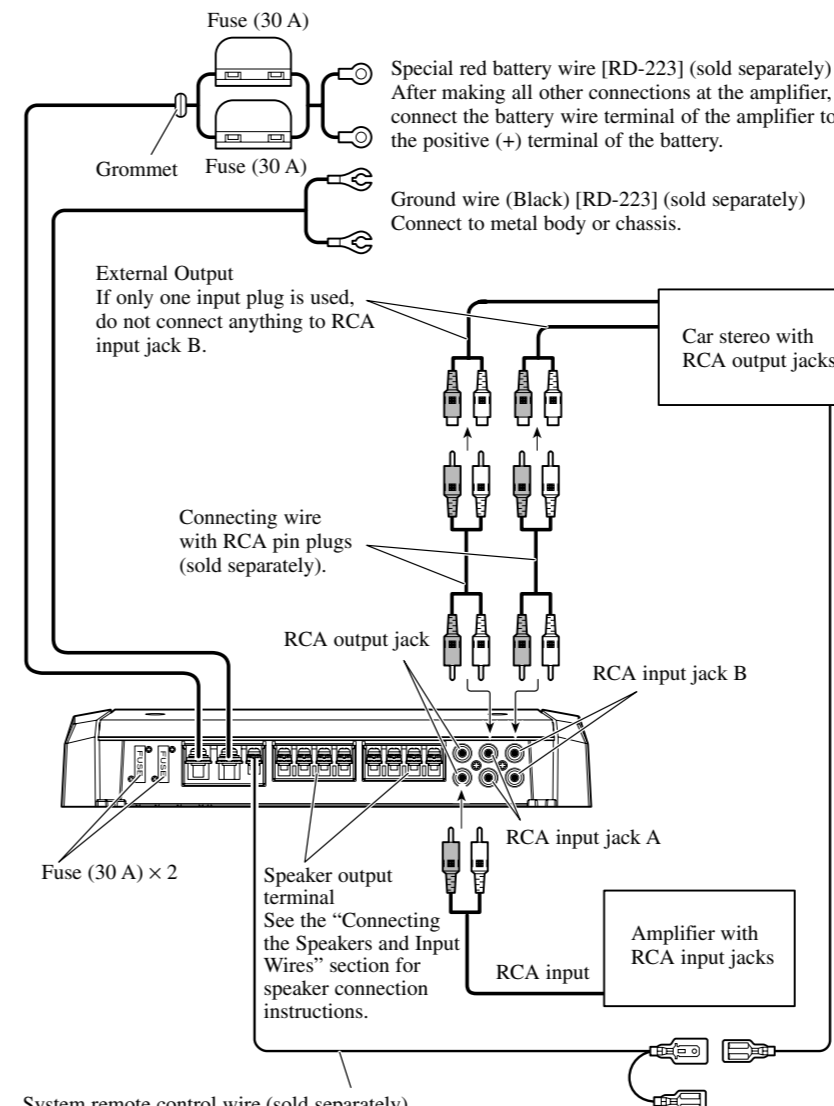 Fuse (30 A)
Special red battery wire [RD-223] (sold separately)
After making all other connections at the amplifier,
connect the battery wire terminal of the amplifier to
the positive (+) terminal of the battery.
Grommet
Fuse (30 A)
Ground wire (Black) [RD-223] (sold separately)
Connect to metal body or chassis.
External Output
If only one input plug is used,
do not connect anything to RCA
input jack B.
Car stereo with
RCA output jacks
Connecting wire
with RCA pin plugs
(sold separately).
RCA output jack
RCA input jack B
FUSE
FUSE
RCA input jack A
Fuse (30 A) × 2
Speaker output
terminal
See the “Connecting
the Speakers and Input
Wires” section for
speaker connection
instructions.
Amplifier with
RCA input jacks
RCA input
System remote control wire (sold separately)